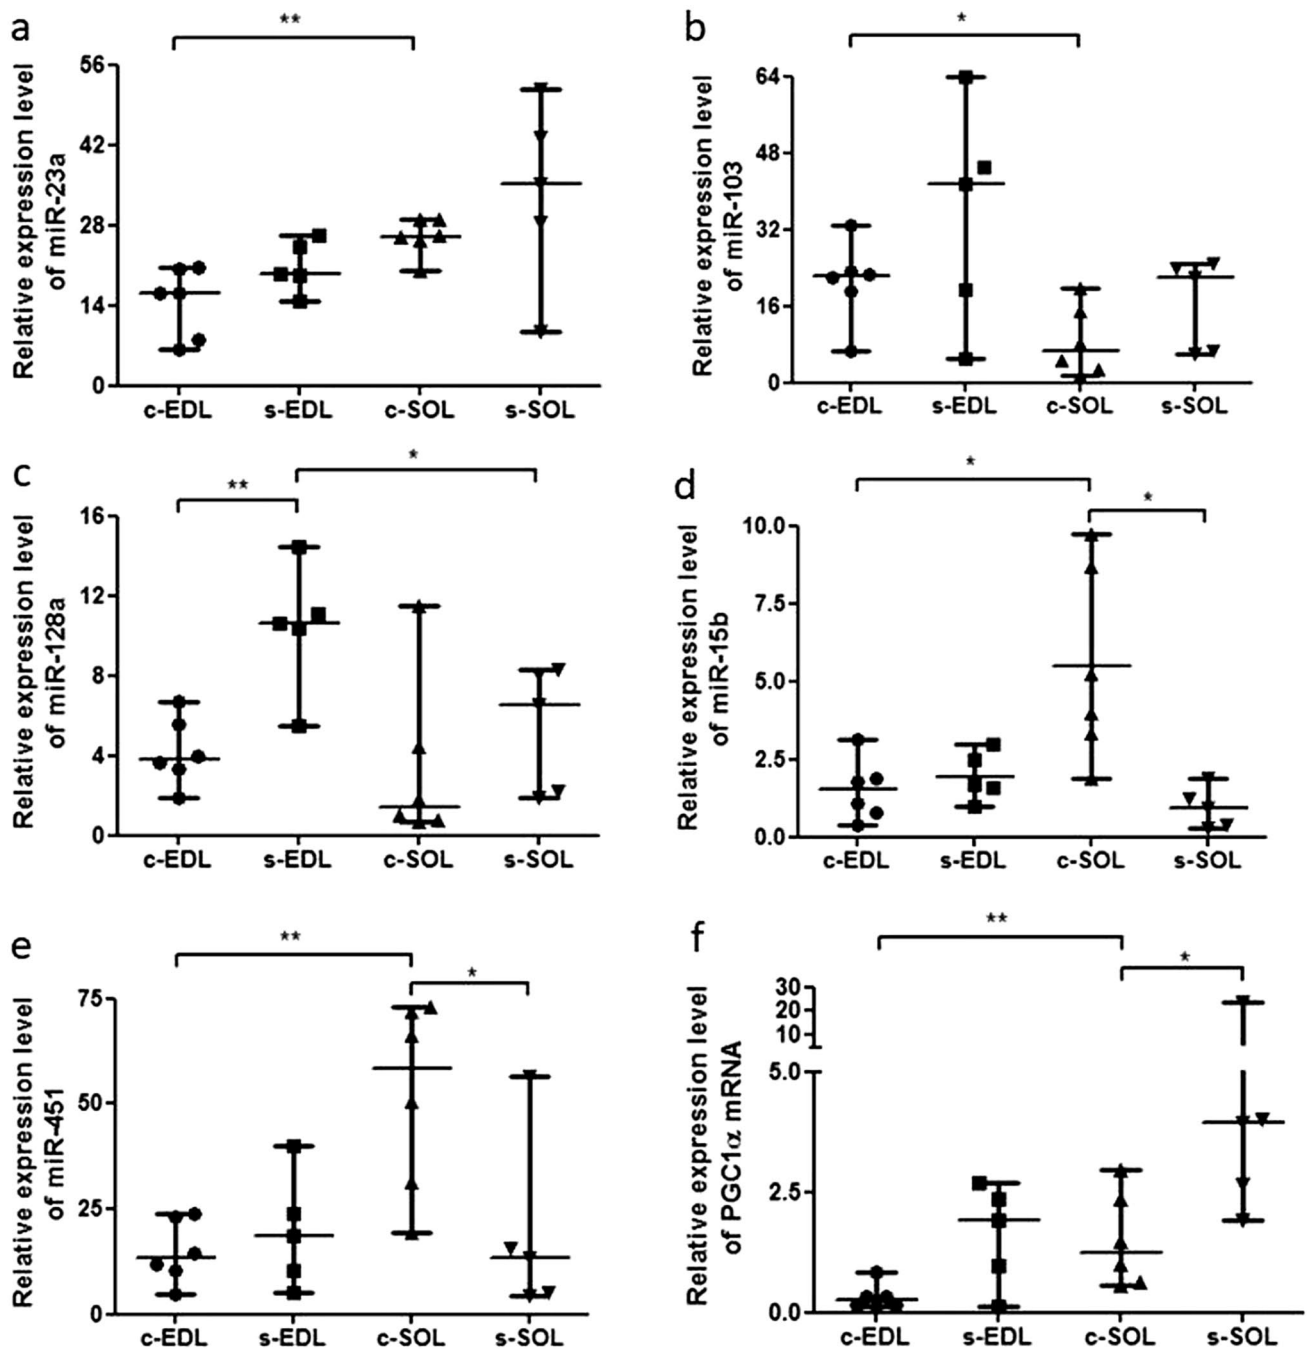 a
**
Relative expression level
of miR-23a
56
42
28
14
0
c-EDL s-EDL c-SOL s-SOL
b
*
Relative expression level
of miR-103
64
48
32
16
0
c-EDL s-EDL c-SOL s-SOL
c
**
*
Relative expression level
of miR-128a
16
12
8
4
0
c-EDL s-EDL c-SOL s-SOL
d
*
*
Relative expression level
of miR-15b
10.0
7.5
5.0
2.5
0.0
c-EDL s-EDL c-SOL s-SOL
e
**
*
Relative expression level
of miR-451
75
50
25
0
c-EDL s-EDL c-SOL s-SOL
f
**
*
Relative expression level
of PGC1α mRNA
30
20
10
5.0
2.5
0.0
c-EDL s-EDL c-SOL s-SOL